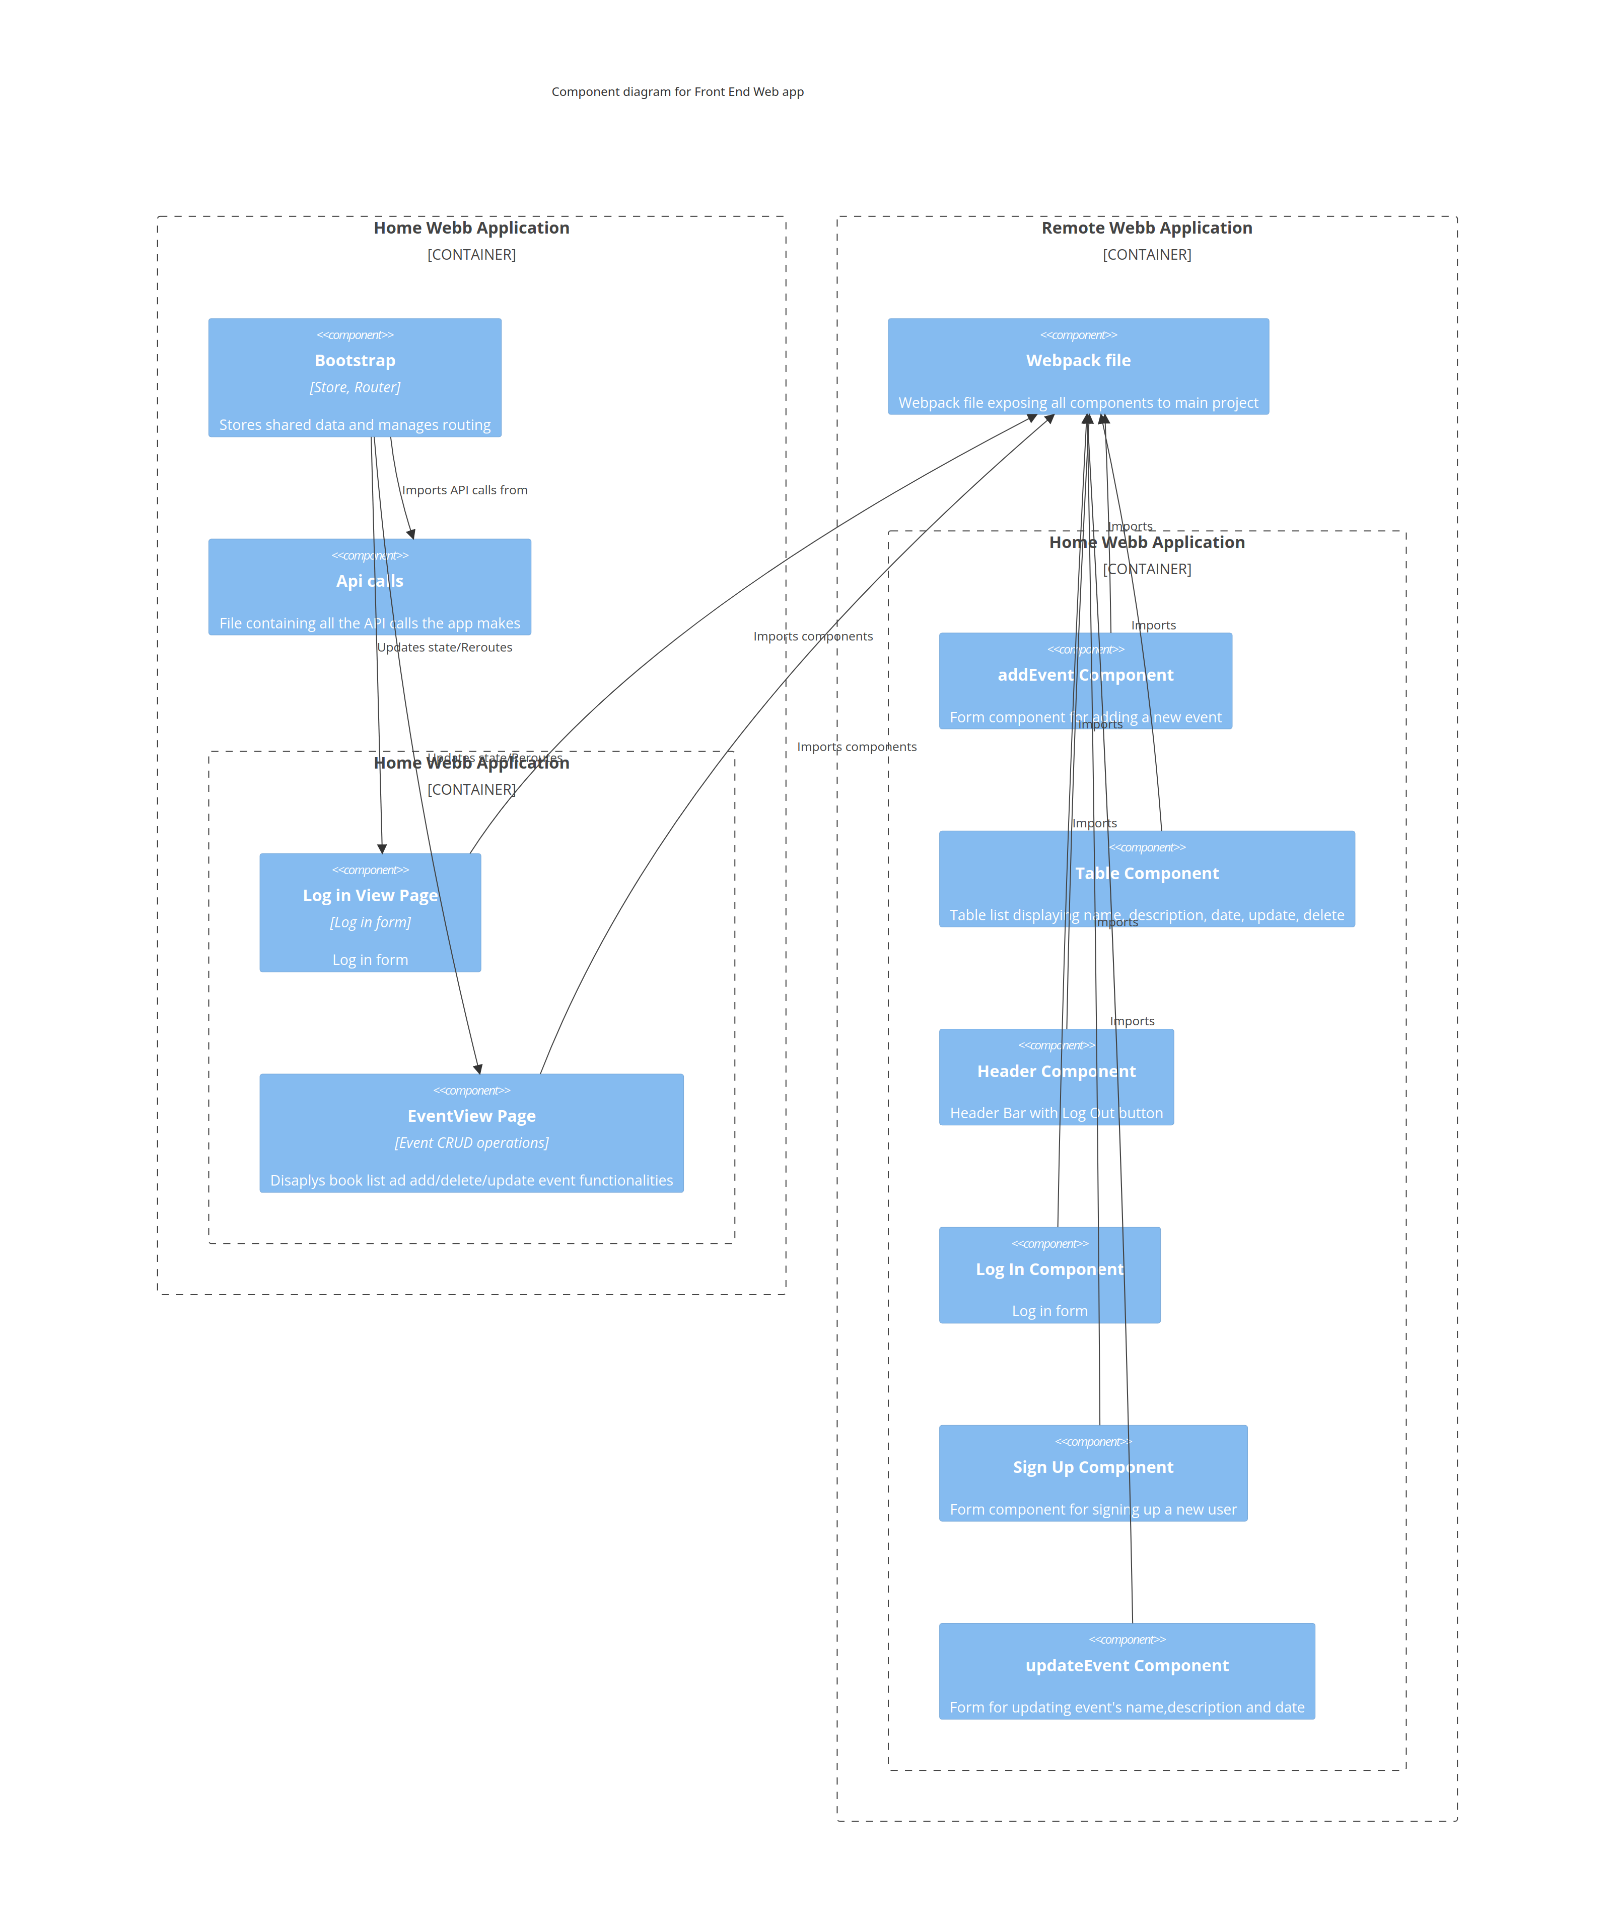 Component diagram for Front End Web app
Home Webb Application
[CONTAINER]
<<component>>
Bootstrap
[Store, Router]
Stores shared data and manages routing
Imports API calls from
<<component>>
Api calls
File containing all the API calls the app makes
Updates state/Reroutes
Updates state/Reroutes
Home Webb Application
[CONTAINER]
<<component>>
Log in View Page
[Log in form]
Log in form
<<component>>
EventView Page
[Event CRUD operations]
Disaplys book list ad add/delete/update event functionalities
Imports components
Imports components
Remote Webb Application
[CONTAINER]
<<component>>
Webpack file
Webpack file exposing all components to main project
Imports
Home Webb Application
[CONTAINER]
Imports
<<component>>
addEvent Component
Form component for adding a new event
Imports
Imports
<<component>>
Table Component
Table list displaying name, description, date, update, delete
Imports
Imports
<<component>>
Header Component
Header Bar with Log Out button
<<component>>
Log In Component
Log in form
<<component>>
Sign Up Component
Form component for signing up a new user
<<component>>
updateEvent Component
Form for updating event's name,description and date